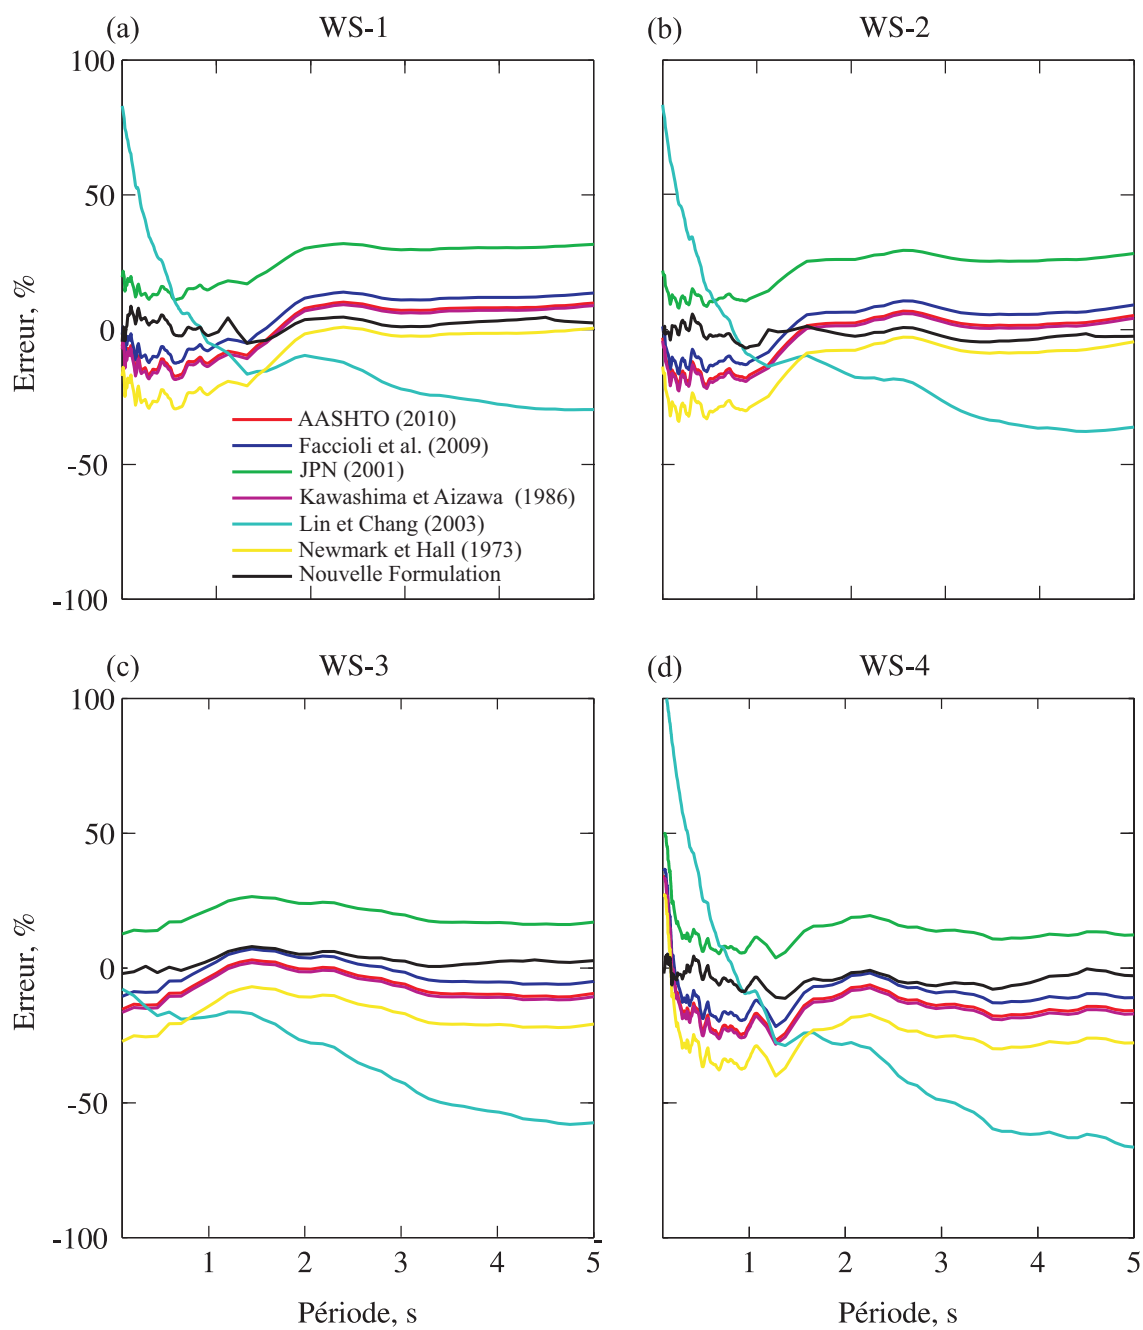 (a) WS-1
(b) WS-2
100
50
0
-50
-100
Erreur, %
AASHTO (2010)
Faccioli et al. (2009)
JPN (2001)
Kawashima et Aizawa (1986)
Lin et Chang (2003)
Newmark et Hall (1973)
Nouvelle Formulation
(c) WS-3
(d) WS-4
100
50
0
-50
-100
Erreur, %
1 2 3 4 5
1 2 3 4 5
Période, s
Période, s